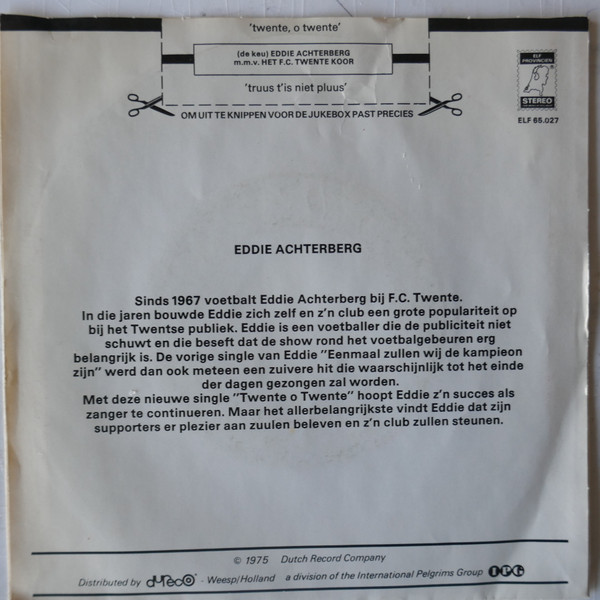 'twente, o twente'
(de keu) EDDIE ACHTERBERG
m.m.v. HET F.C. TWENTE KOOR
'truus t'is niet pluus'
OM UIT TE KNIPPEN VOOR DE JUKEBOX PAST PRECIES
ELF
PROVINCIEN
STEREO
ELF 65.027
EDDIE ACHTERBERG
Sinds 1967 voetbalt Eddie Achterberg bij F.C. Twente.
In die jaren bouwde Eddie zich zelf en z'n club een grote populariteit op
bij het Twentse publiek. Eddie is een voetballer die de publiciteit niet
schuwt en die beseft dat de show rond het voetbalgebeuren erg
belangrijk is. De vorige single van Eddie "Eenmaal zullen wij de kampieon
zijn" werd dan ook meteen een zuivere hit die waarschijnlijk tot het einde
der dagen gezongen zal worden.
Met deze nieuwe single "Twente o Twente" hoopt Eddie z'n succes als
zanger te continueren. Maar het allerbelangrijkste vindt Eddie dat zijn
supporters er plezier aan zuulen beleven en z'n club zullen steunen.
© 1975 Dutch Record Company
Distributed by dureco - Weesp/Holland a division of the International Pelgrims Group IPG